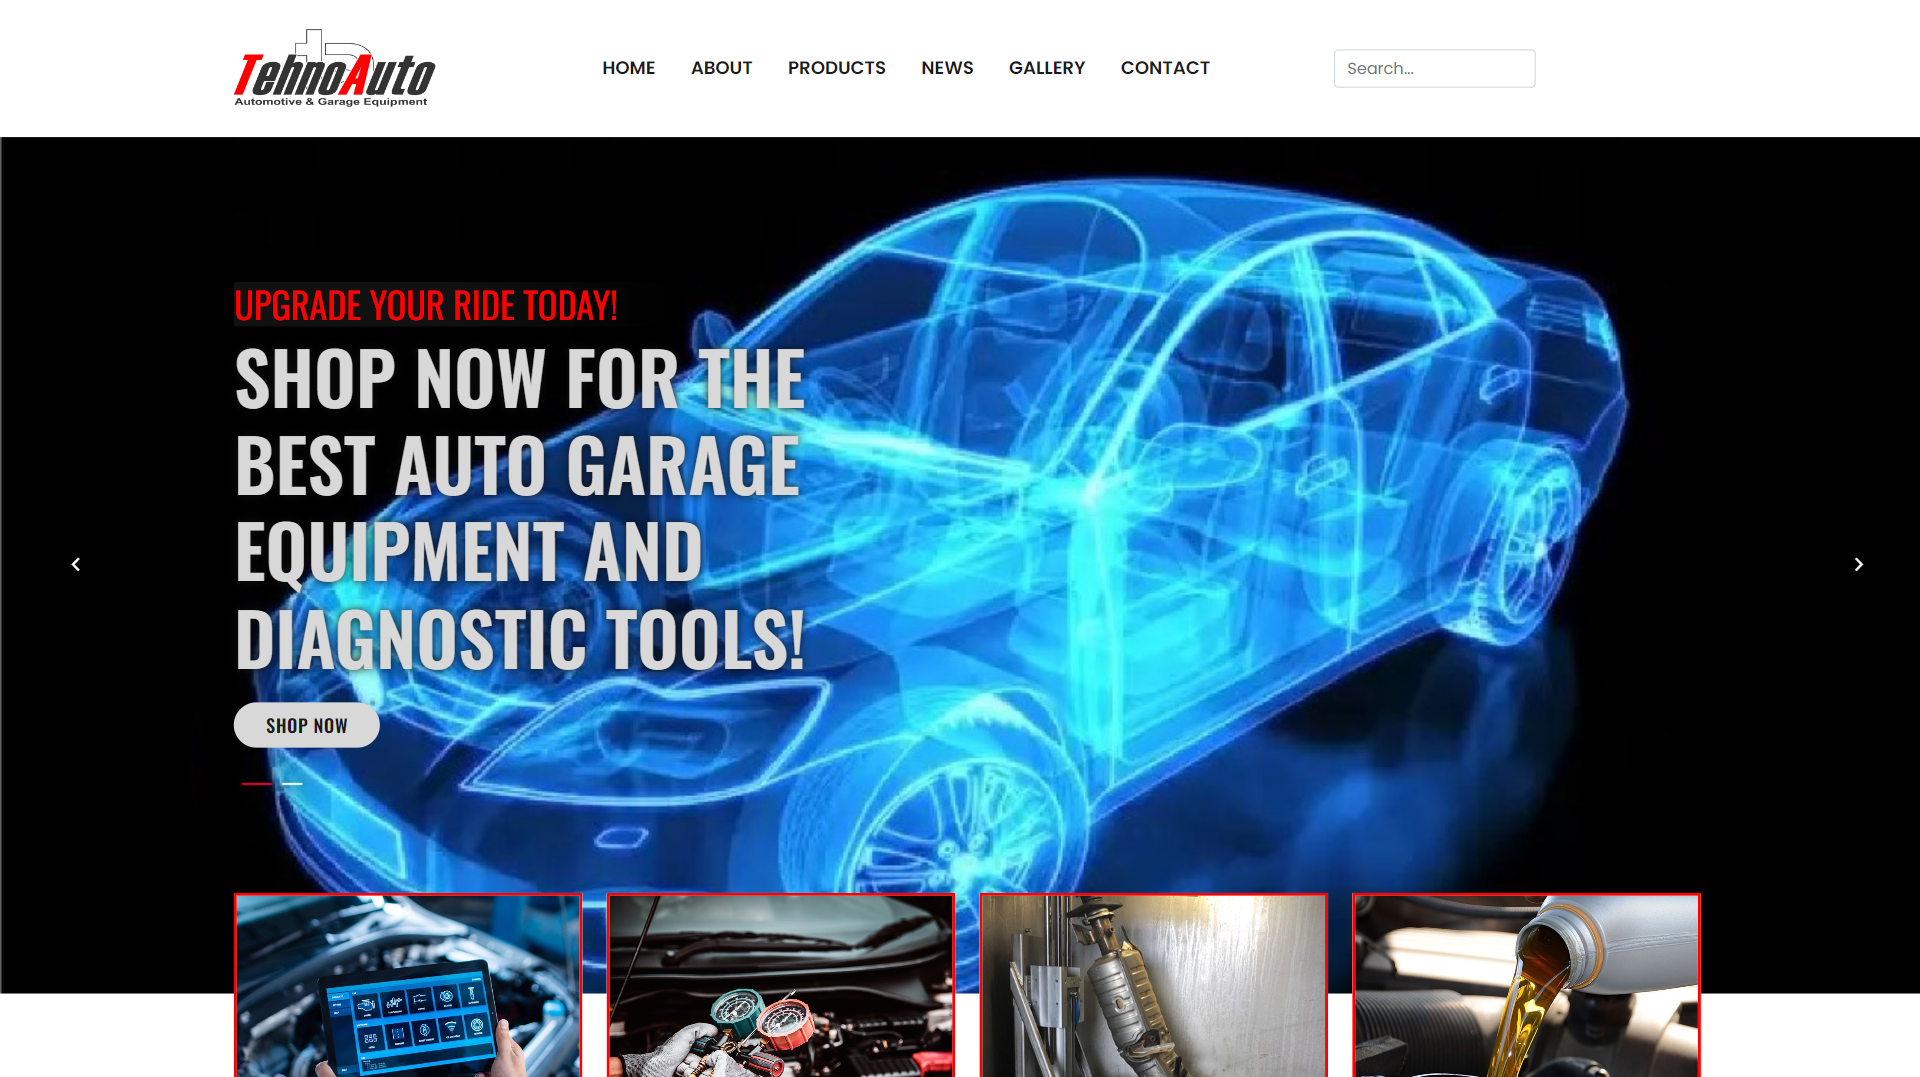 TehnoAuto
Automotive & Garage Equipment
HOME ABOUT PRODUCTS NEWS GALLERY CONTACT
Search...
UPGRADE YOUR RIDE TODAY!
SHOP NOW FOR THE
BEST AUTO GARAGE
EQUIPMENT AND
DIAGNOSTIC TOOLS!
SHOP NOW